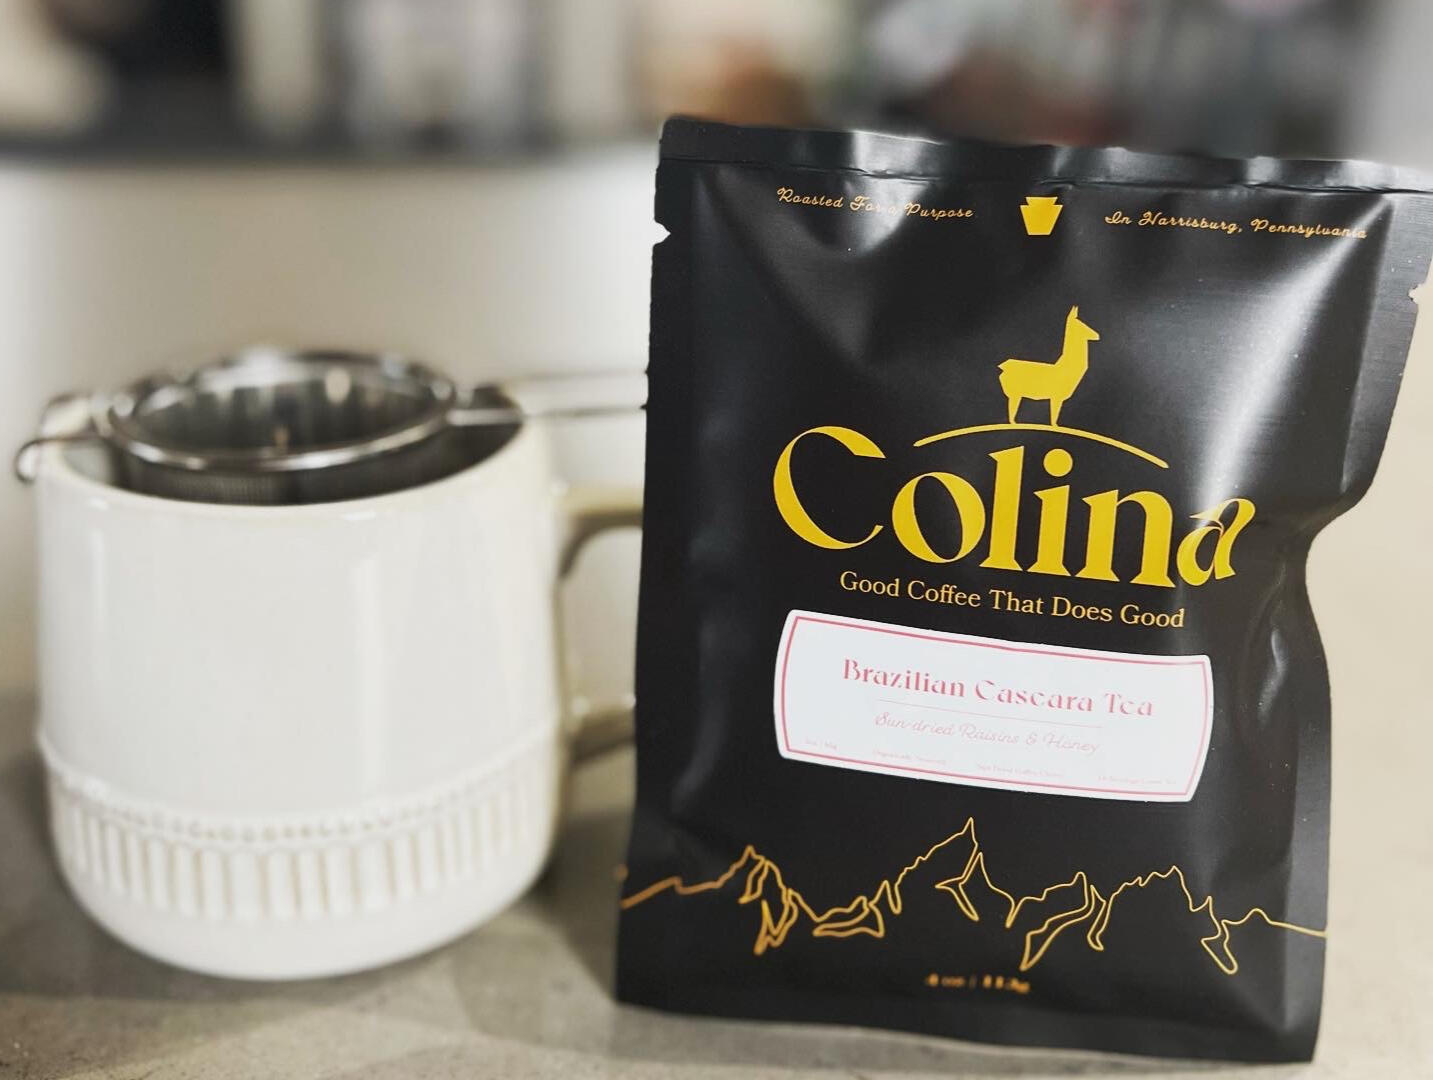 Roasted For a Purpose
In Harrisburg, Pennsylvania
Colina
Good Coffee That Does Good
Brazilian Cascara Tea
Sun-dried Raisins & Honey